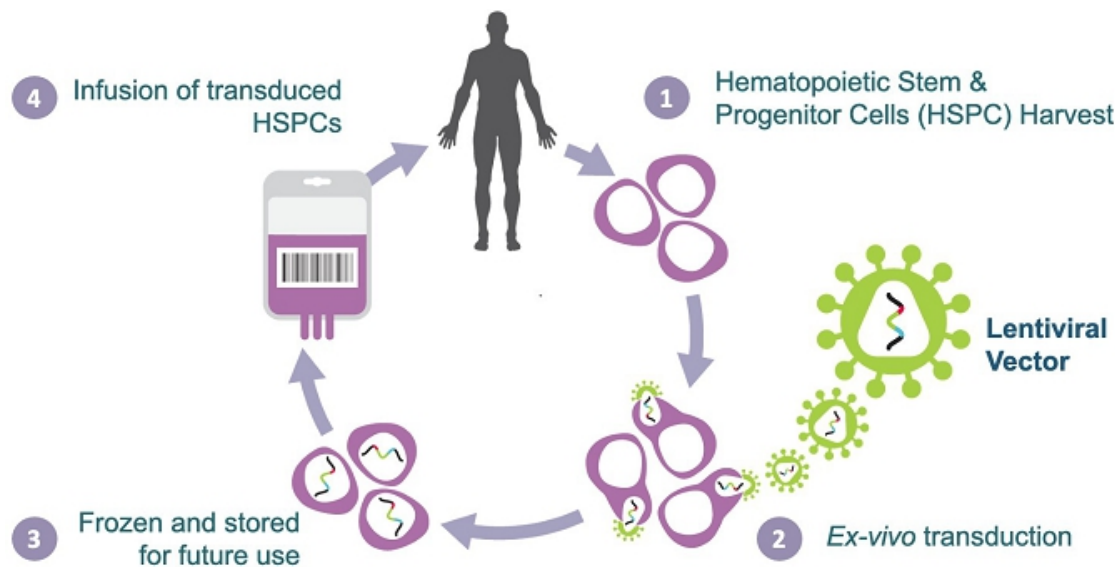 1
Hematopoietic Stem &
Progenitor Cells (HSPC) Harvest
Lentiviral
Vector
2
Ex-vivo transduction
3
Frozen and stored
for future use
4
Infusion of transduced
HSPCs